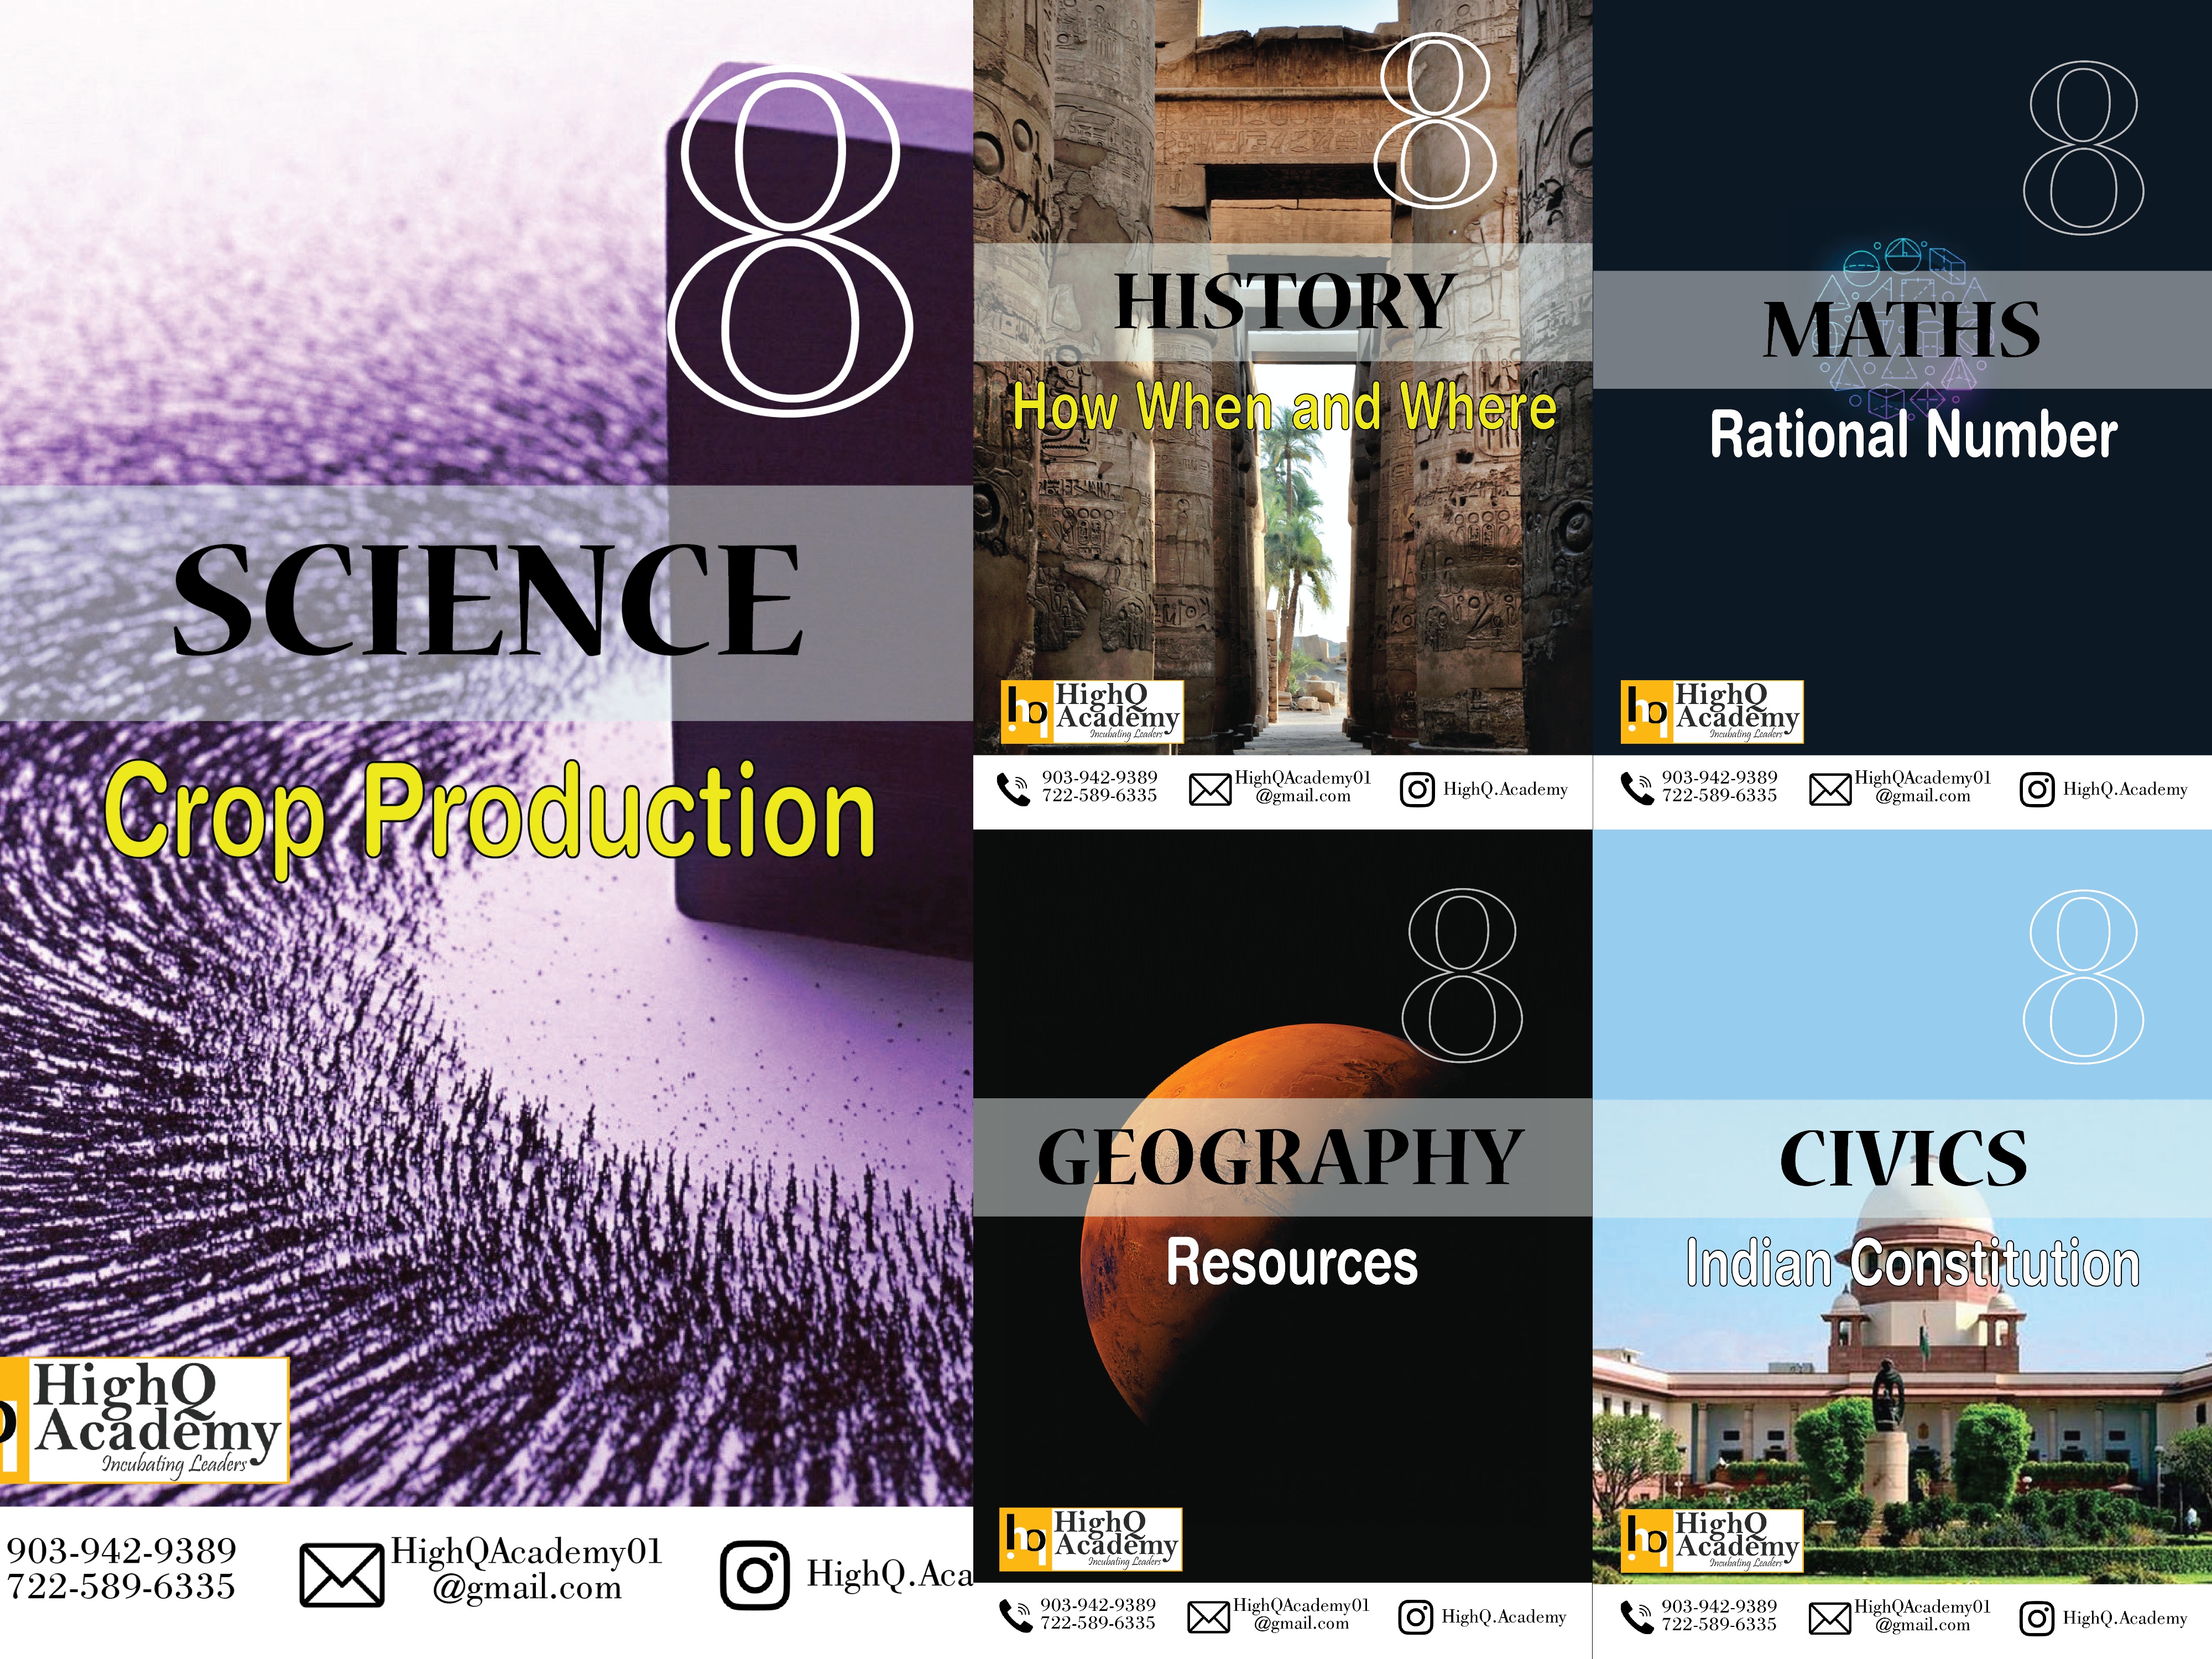 8
SCIENCE
Crop Production
HighQ
Academy
Incubating Leaders
903-942-9389
722-589-6335
HighQAcademy01
@gmail.com
HighQ.Aca
8
HISTORY
How When and Where
hq
HighQ
Academy
Incubating Leaders
903-942-9389
722-589-6335
HighQAcademy01
@gmail.com
HighQ.Academy
8
MATHS
Rational Number
hq
HighQ
Academy
Incubating Leaders
903-942-9389
722-589-6335
HighQAcademy01
@gmail.com
HighQ.Academy
8
GEOGRAPHY
Resources
hq
HighQ
Academy
Incubating Leaders
903-942-9389
722-589-6335
HighQAcademy01
@gmail.com
HighQ.Academy
8
CIVICS
Indian Constitution
hq
HighQ
Academy
Incubating Leaders
903-942-9389
722-589-6335
HighQAcademy01
@gmail.com
HighQ.Academy